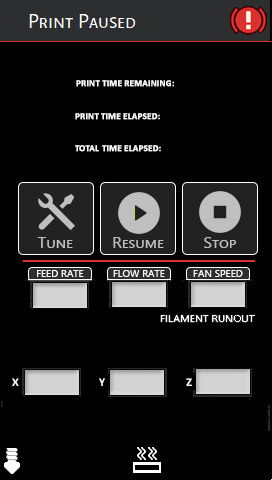 Print Paused
PRINT TIME REMAINING:
PRINT TIME ELAPSED:
TOTAL TIME ELAPSED:
Tune Resume Stop
FEED RATE FLOW RATE FAN SPEED
FILAMENT RUNOUT
X Y Z